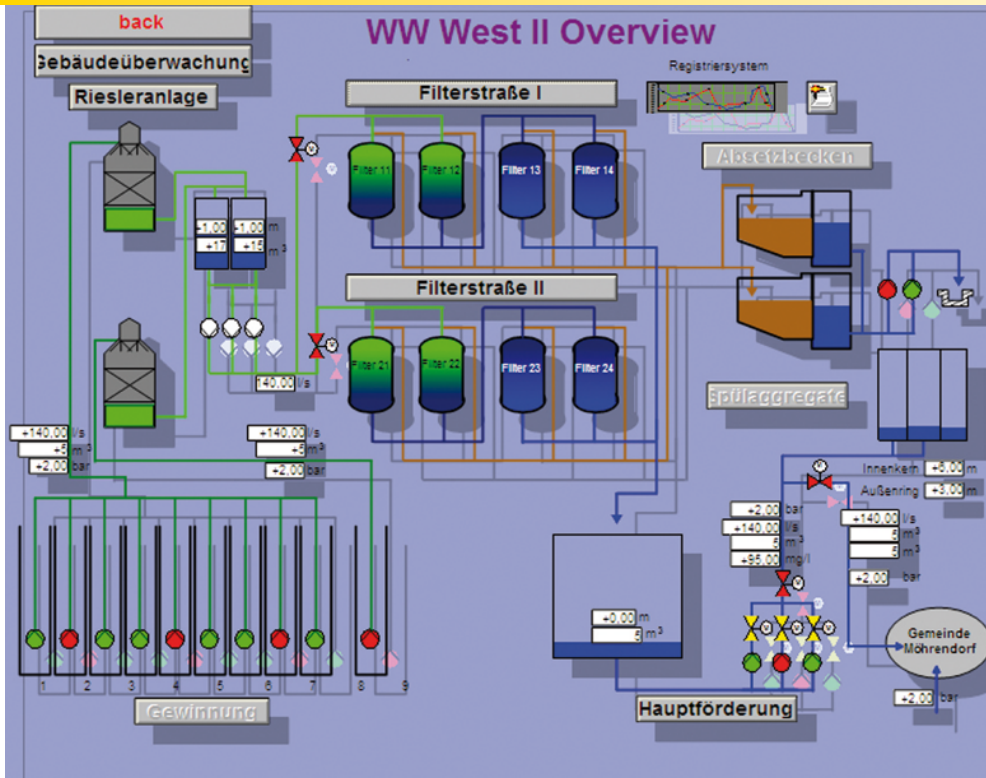 back
WW West II Overview
Gebäudeüberwachung
Riesleranlage
Filterstraße I
Registriersystem
Absetzbecken
Filter 11
Filter 12
Filter 13
Filter 14
+1,00 +1,00 m
+17 +15 m³
Filterstraße II
Filter 21
Filter 22
Filter 23
Filter 24
140,00 l/s
Spülaggregate
+140,00 l/s
+5 m³
+2,00 bar
+140,00 l/s
+5 m³
+2,00 bar
Innenkern +6,00 m
Außenring +3,00 m
+2,00 bar
+140,00 l/s
5 m³
+95,00 mg/l
+140,00 l/s
5 m³
5 m³
+2,00 bar
+0,00 m
5 m³
Gemeinde
Möhrendorf
+2,00 bar
1 2 3 4 5 6 7 8 9
Gewinnung
Hauptförderung